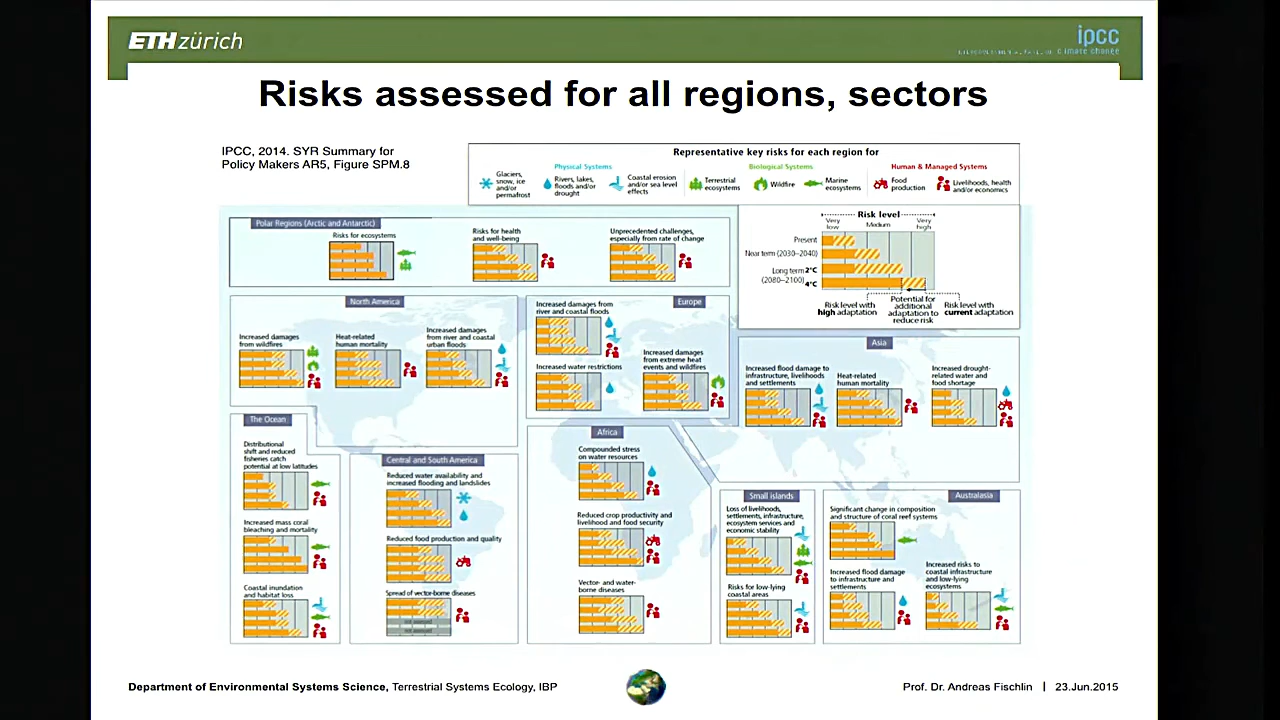 ETH zürich
ipcc
climate change
Risks assessed for all regions, sectors
IPCC, 2014. SYR Summary for
Policy Makers AR5, Figure SPM.8
Representative key risks for each region for
Physical Systems
Biological Systems
Human & Managed Systems
Glaciers,
snow, ice
and/or
permafrost
Rivers, lakes,
floods and/or
drought
Coastal erosion
and/or sea level
effects
Terrestrial
ecosystems
Wildfire
Marine
ecosystems
Food
production
Livelihoods, health
and/or economics
Risk level
Very
low
Medium
Very
high
Present
Near term (2030–2040)
Long term 2°C
(2080–2100) 4°C
Risk level with
high adaptation
Potential for
additional
adaptation to
reduce risk
Risk level with
current adaptation
Polar Regions (Arctic and Antarctic)
Risks for ecosystems
Risks for health
and well-being
Unprecedented challenges,
especially from rate of change
North America
Increased damages
from wildfires
Heat-related
human mortality
Increased damages
from river and coastal
urban floods
Europe
Increased damages from
river and coastal floods
Increased water restrictions
Increased damages
from extreme heat
events and wildfires
Asia
Increased flood damage to
infrastructure, livelihoods
and settlements
Heat-related
human mortality
Increased drought-
related water and
food shortage
The Ocean
Distributional
shift and reduced
fisheries catch
potential at low latitudes
Increased mass coral
bleaching and mortality
Coastal inundation
and habitat loss
Central and South America
Reduced water availability and
increased flooding and landslides
Reduced food production and quality
Spread of vector-borne diseases
not assessed
not assessed
Africa
Compounded stress
on water resources
Reduced crop productivity and
livelihood and food security
Vector- and water-
borne diseases
Small islands
Loss of livelihoods,
settlements, infrastructure,
ecosystem services and
economic stability
Risks for low-lying
coastal areas
Australasia
Significant change in composition
and structure of coral reef systems
Increased flood damage
to infrastructure and
settlements
Increased risks to
coastal infrastructure
and low-lying
ecosystems
Department of Environmental Systems Science, Terrestrial Systems Ecology, IBP
Prof. Dr. Andreas Fischlin | 23.Jun.2015